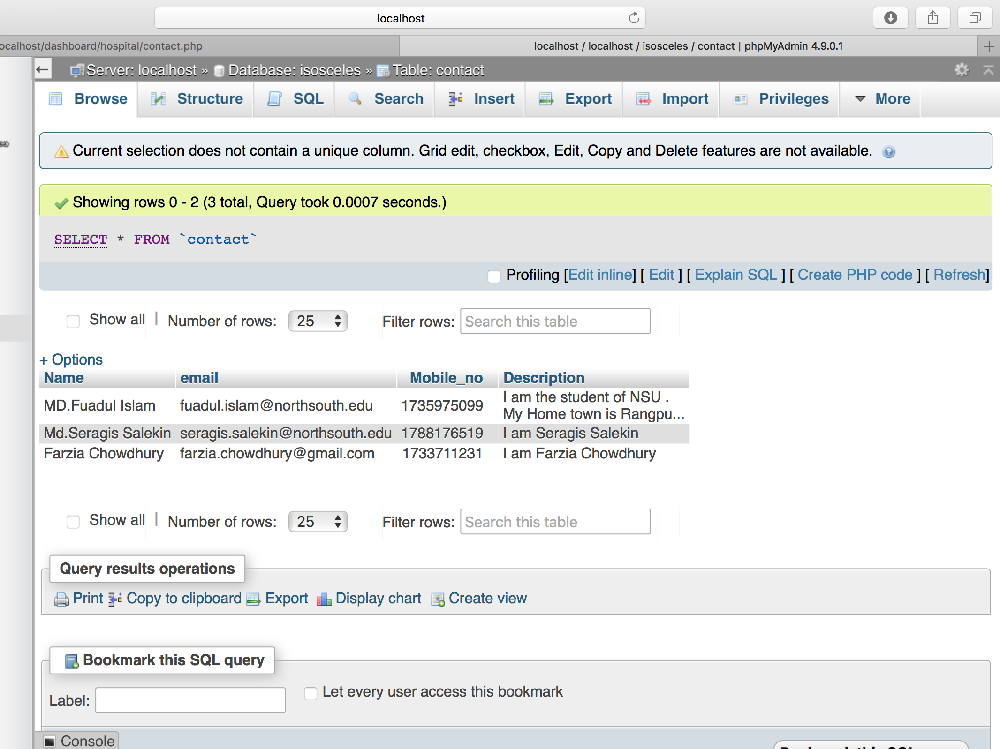 localhost
ocalhost/dashboard/hospital/contact.php
localhost / localhost / isosceles / contact | phpMyAdmin 4.9.0.1
Server: localhost » Database: isosceles » Table: contact
Browse Structure SQL Search Insert Export Import Privileges More
Current selection does not contain a unique column. Grid edit, checkbox, Edit, Copy and Delete features are not available.
Showing rows 0 - 2 (3 total, Query took 0.0007 seconds.)
SELECT * FROM `contact`
Profiling [Edit inline] [ Edit ] [ Explain SQL ] [ Create PHP code ] [ Refresh]
Show all | Number of rows: 25 Filter rows: Search this table
+ Options
Name email Mobile_no Description
MD.Fuadul Islam fuadul.islam@northsouth.edu 1735975099 I am the student of NSU .
My Home town is Rangpu...
Md.Seragis Salekin seragis.salekin@northsouth.edu 1788176519 I am Seragis Salekin
Farzia Chowdhury farzia.chowdhury@gmail.com 1733711231 I am Farzia Chowdhury
Show all | Number of rows: 25 Filter rows: Search this table
Query results operations
Print Copy to clipboard Export Display chart Create view
Bookmark this SQL query
Label: Let every user access this bookmark
Console